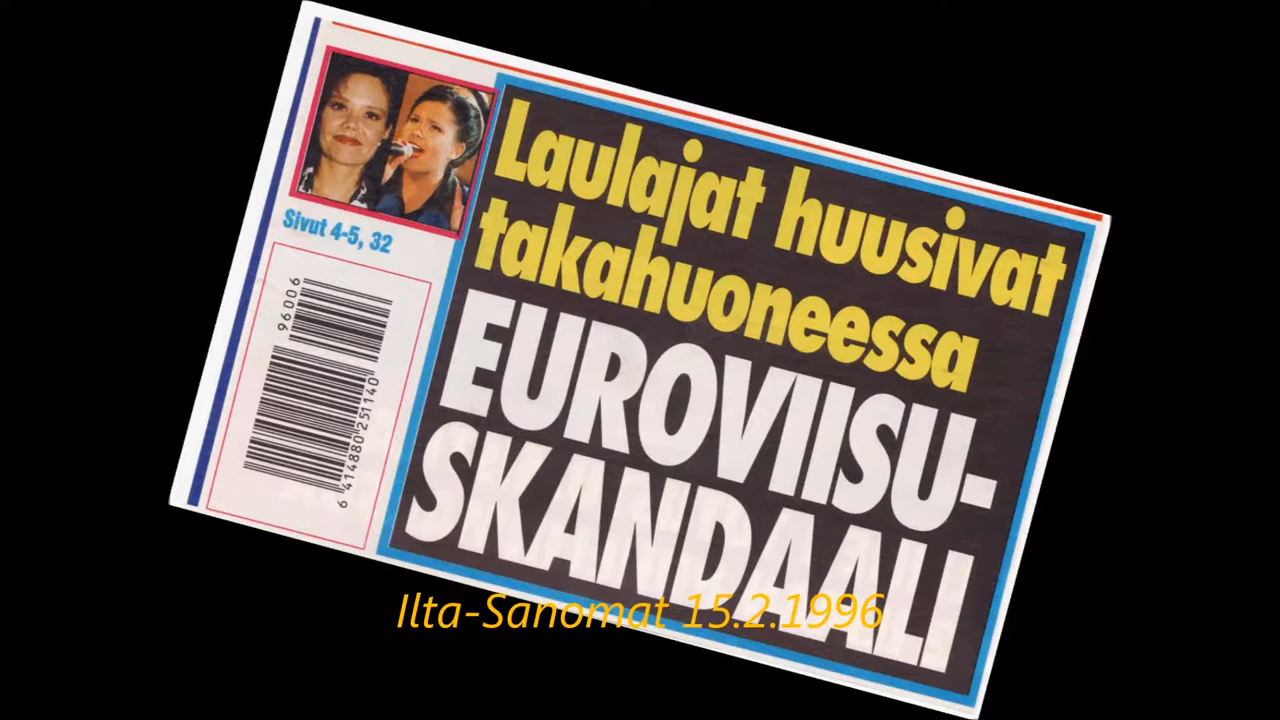 Laulajat huusivat
takahuoneessa
EUROVIISU-
SKANDAALI
Sivut 4-5, 32
96006
6 414880 251140
Ilta-Sanomat 15.2.1996